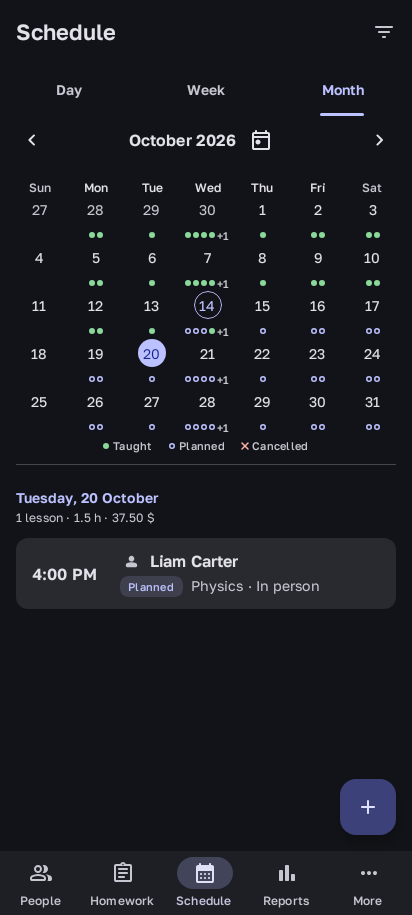 Schedule
Day Week Month
October 2026
Sun Mon Tue Wed Thu Fri Sat
27 28 29 30 1 2 3
+1
4 5 6 7 8 9 10
+1
11 12 13 14 15 16 17
+1
18 19 20 21 22 23 24
+1
25 26 27 28 29 30 31
+1
Taught Planned Cancelled
Tuesday, 20 October
1 lesson · 1.5 h · 37.50 $
4:00 PM Liam Carter
Planned Physics · In person
People Homework Schedule Reports More